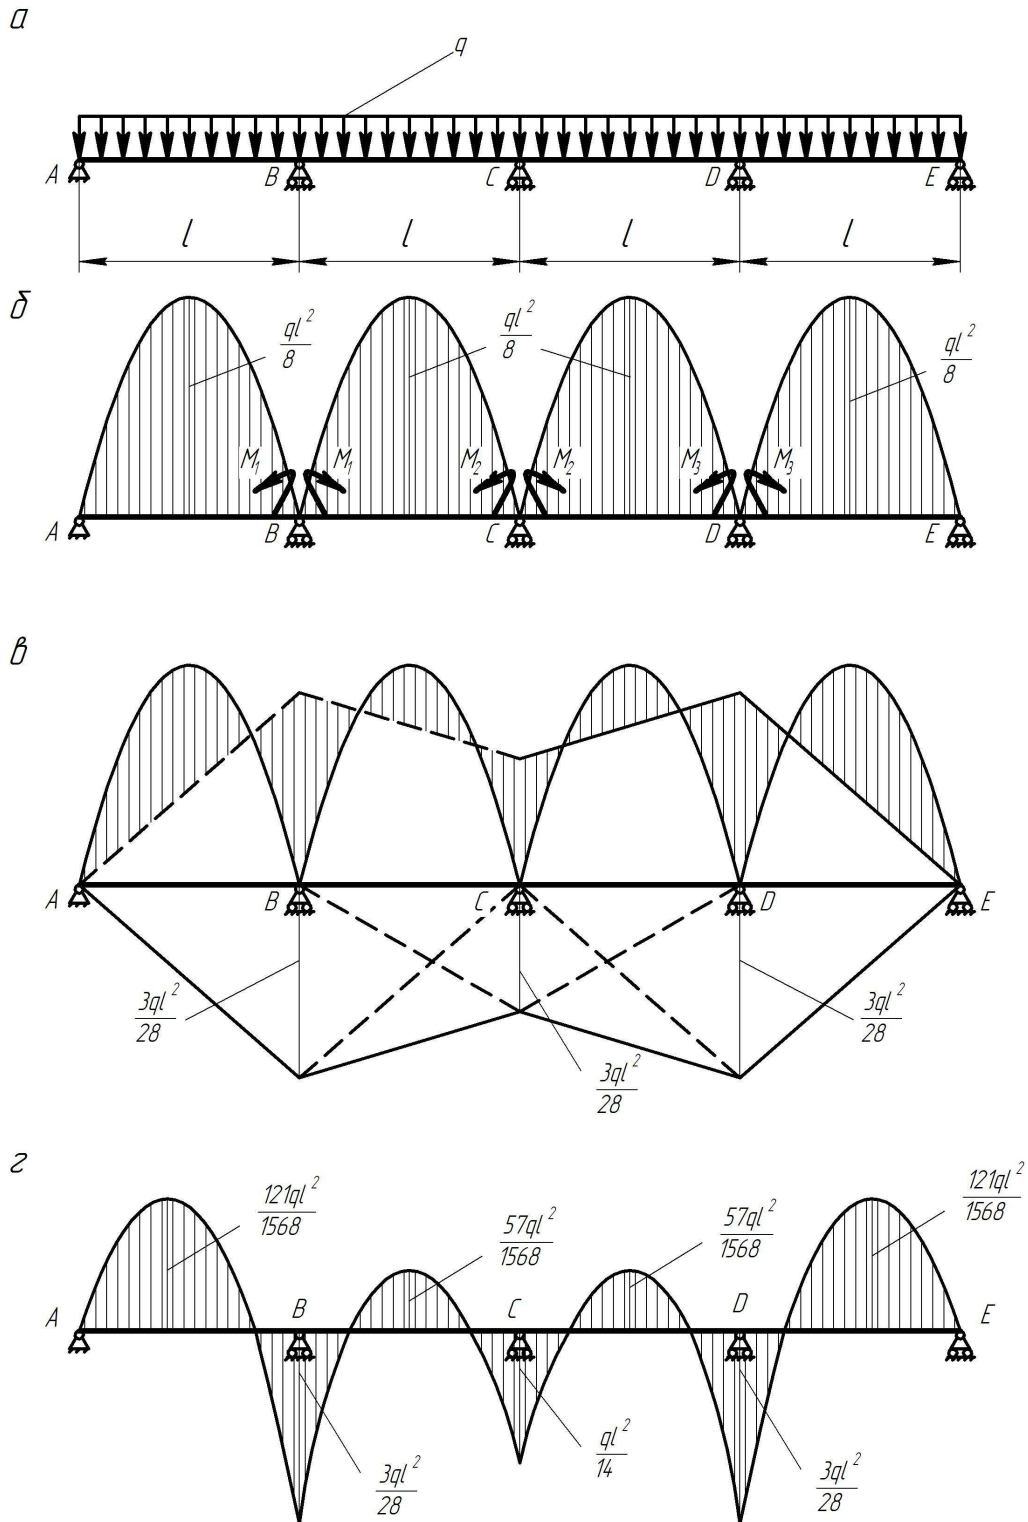 а
q
A B C D E
l l l l
б
ql²/8 ql²/8 ql²/8
M₁ M₁ M₂ M₂ M₃ M₃
A B C D E
в
A B C D E
3ql²/28 3ql²/28 3ql²/28
г
121ql²/1568 57ql²/1568 57ql²/1568 121ql²/1568
A B C D E
3ql²/28 ql²/14 3ql²/28